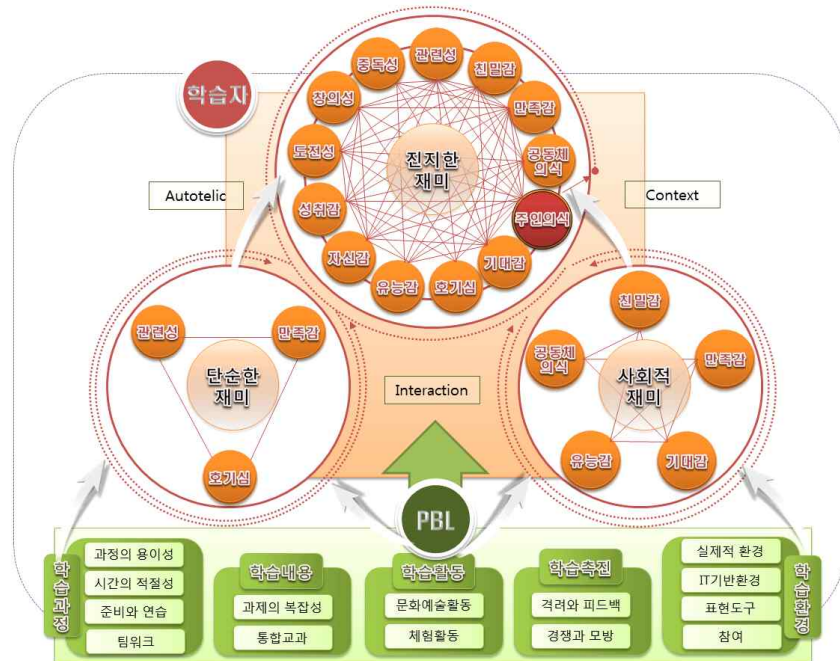 학습자
관련성
친밀감
만족감
공동체
의식
주인의식
기대감
호기심
유능감
자신감
성취감
도전성
창의성
중독성
진지한
재미
Autotelic
Context
관련성
만족감
호기심
단순한
재미
Interaction
친밀감
만족감
기대감
유능감
공동체
의식
사회적
재미
PBL
학습과정
과정의 용이성
시간의 적절성
준비와 연습
팀워크
학습내용
과제의 복잡성
통합교과
학습활동
문화예술활동
체험활동
학습촉진
격려와 피드백
경쟁과 모방
실제적 환경
IT기반환경
표현도구
참여
학습환경